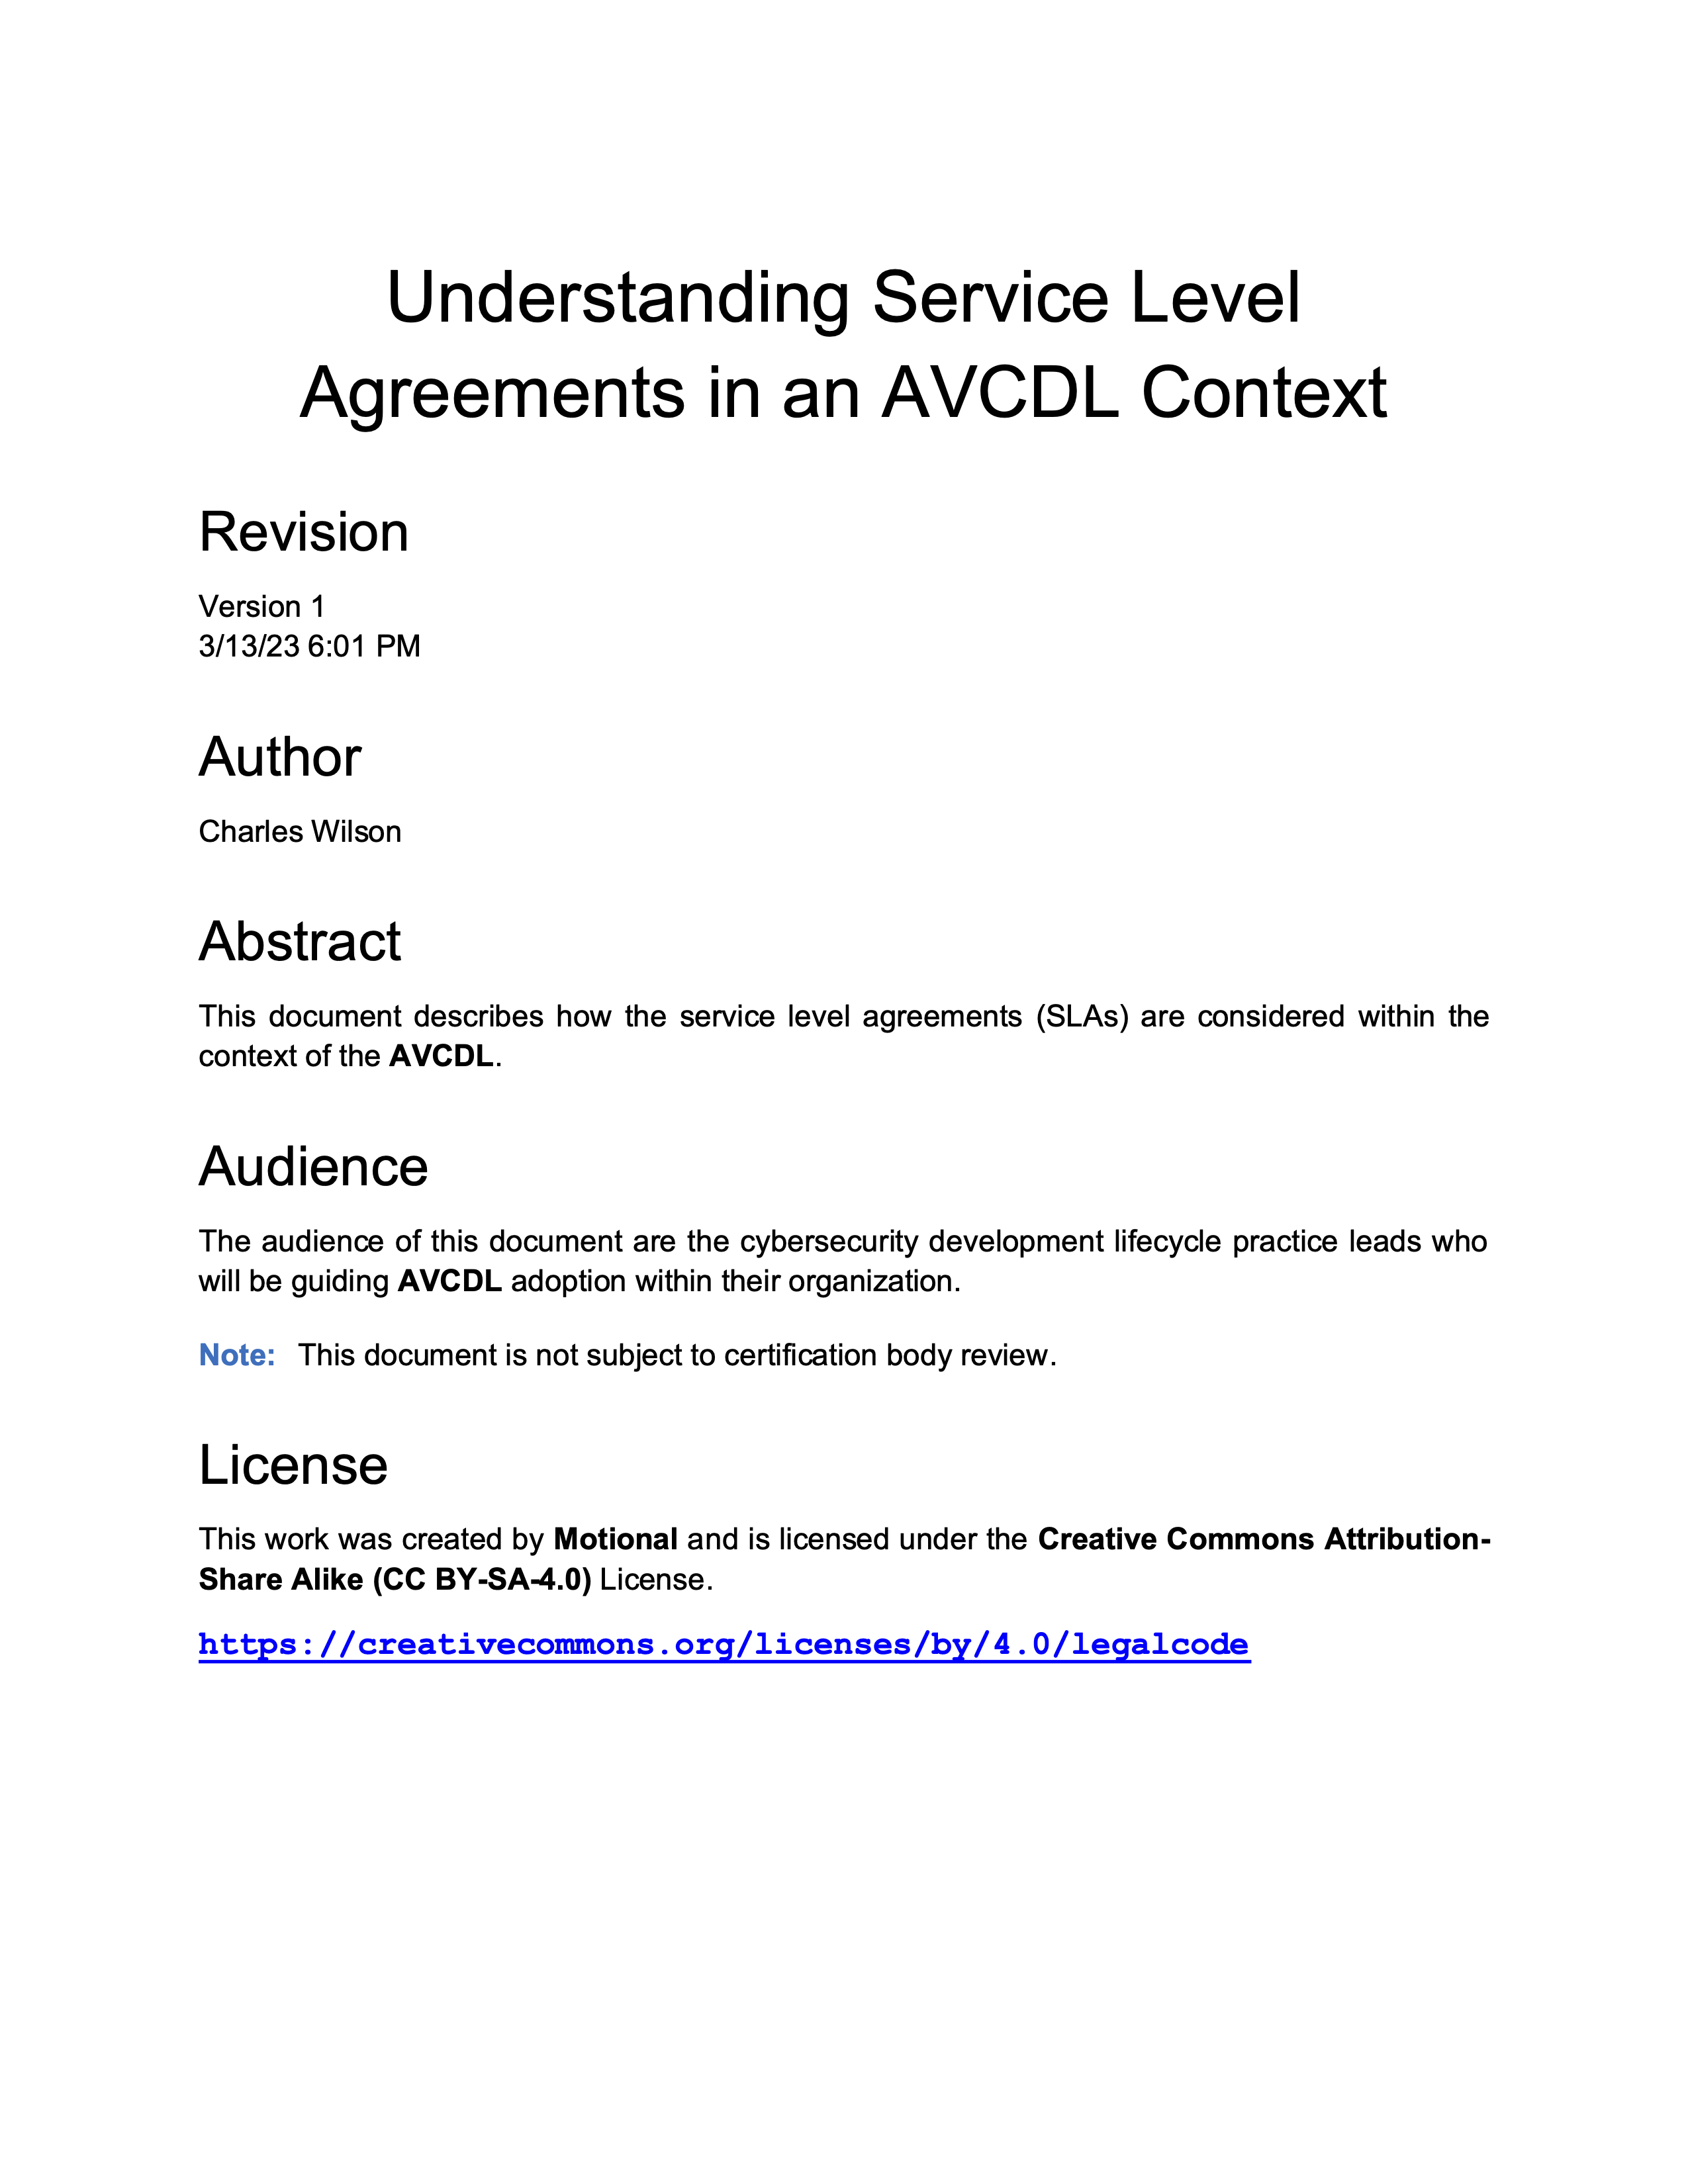 Understanding Service Level
Agreements in an AVCDL Context
Revision
Version 1
3/13/23 6:01 PM
Author
Charles Wilson
Abstract
This document describes how the service level agreements (SLAs) are considered within the
context of the AVCDL.
Audience
The audience of this document are the cybersecurity development lifecycle practice leads who
will be guiding AVCDL adoption within their organization.
Note: This document is not subject to certification body review.
License
This work was created by Motional and is licensed under the Creative Commons Attribution-
Share Alike (CC BY-SA-4.0) License.
https://creativecommons.org/licenses/by/4.0/legalcode